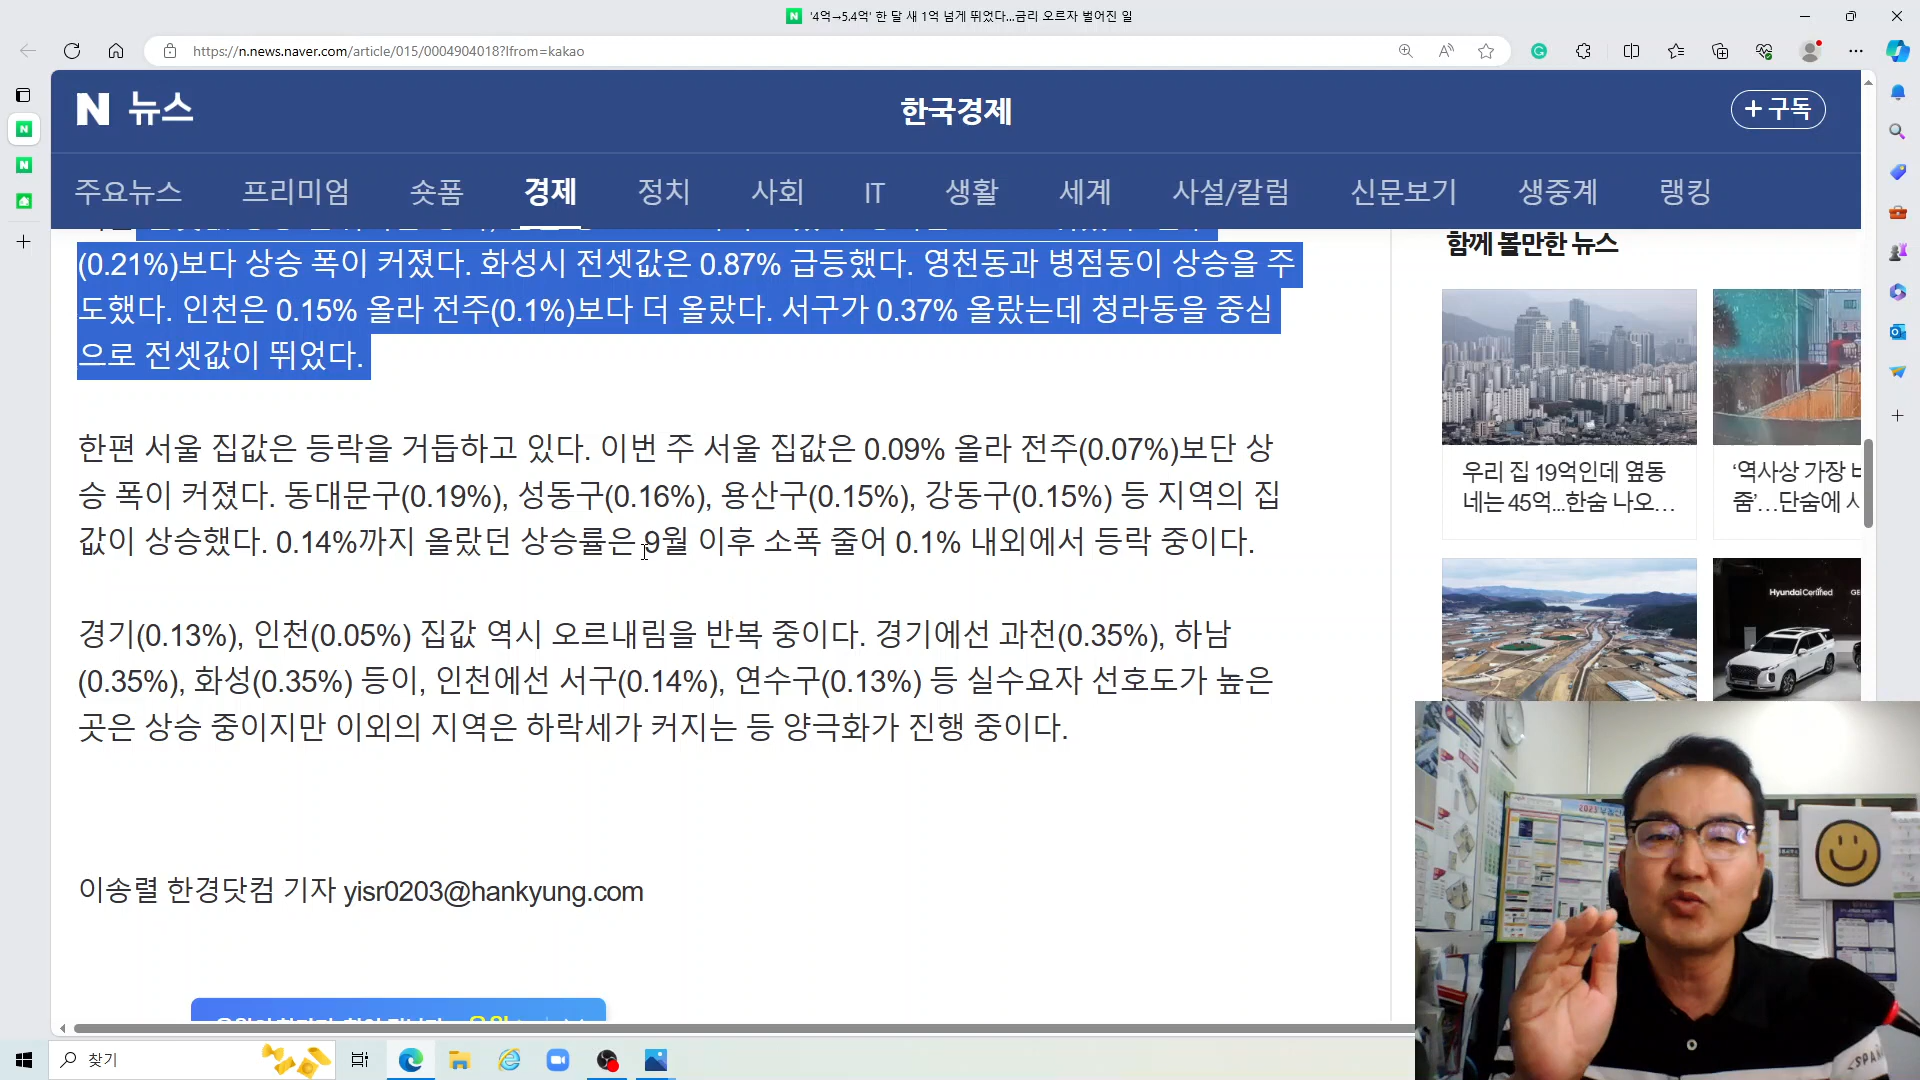 '4억→5.4억' 한 달 새 1억 넘게 뛰었다...금리 오르자 벌어진 일
https://n.news.naver.com/article/015/0004904018?lfrom=kakao
N 뉴스
한국경제
+ 구독
주요뉴스 프리미엄 숏폼 경제 정치 사회 IT 생활 세계 사설/칼럼 신문보기 생중계 랭킹
(0.21%)보다 상승 폭이 커졌다. 화성시 전셋값은 0.87% 급등했다. 영천동과 병점동이 상승을 주
도했다. 인천은 0.15% 올라 전주(0.1%)보다 더 올랐다. 서구가 0.37% 올랐는데 청라동을 중심
으로 전셋값이 뛰었다.
한편 서울 집값은 등락을 거듭하고 있다. 이번 주 서울 집값은 0.09% 올라 전주(0.07%)보단 상
승 폭이 커졌다. 동대문구(0.19%), 성동구(0.16%), 용산구(0.15%), 강동구(0.15%) 등 지역의 집
값이 상승했다. 0.14%까지 올랐던 상승률은 9월 이후 소폭 줄어 0.1% 내외에서 등락 중이다.
경기(0.13%), 인천(0.05%) 집값 역시 오르내림을 반복 중이다. 경기에선 과천(0.35%), 하남
(0.35%), 화성(0.35%) 등이, 인천에선 서구(0.14%), 연수구(0.13%) 등 실수요자 선호도가 높은
곳은 상승 중이지만 이외의 지역은 하락세가 커지는 등 양극화가 진행 중이다.
이송렬 한경닷컴 기자 yisr0203@hankyung.com
함께 볼만한 뉴스
우리 집 19억인데 옆동
네는 45억...한숨 나오...
'역사상 가장
줌'...단숨에
Hyundai Certified
찾기